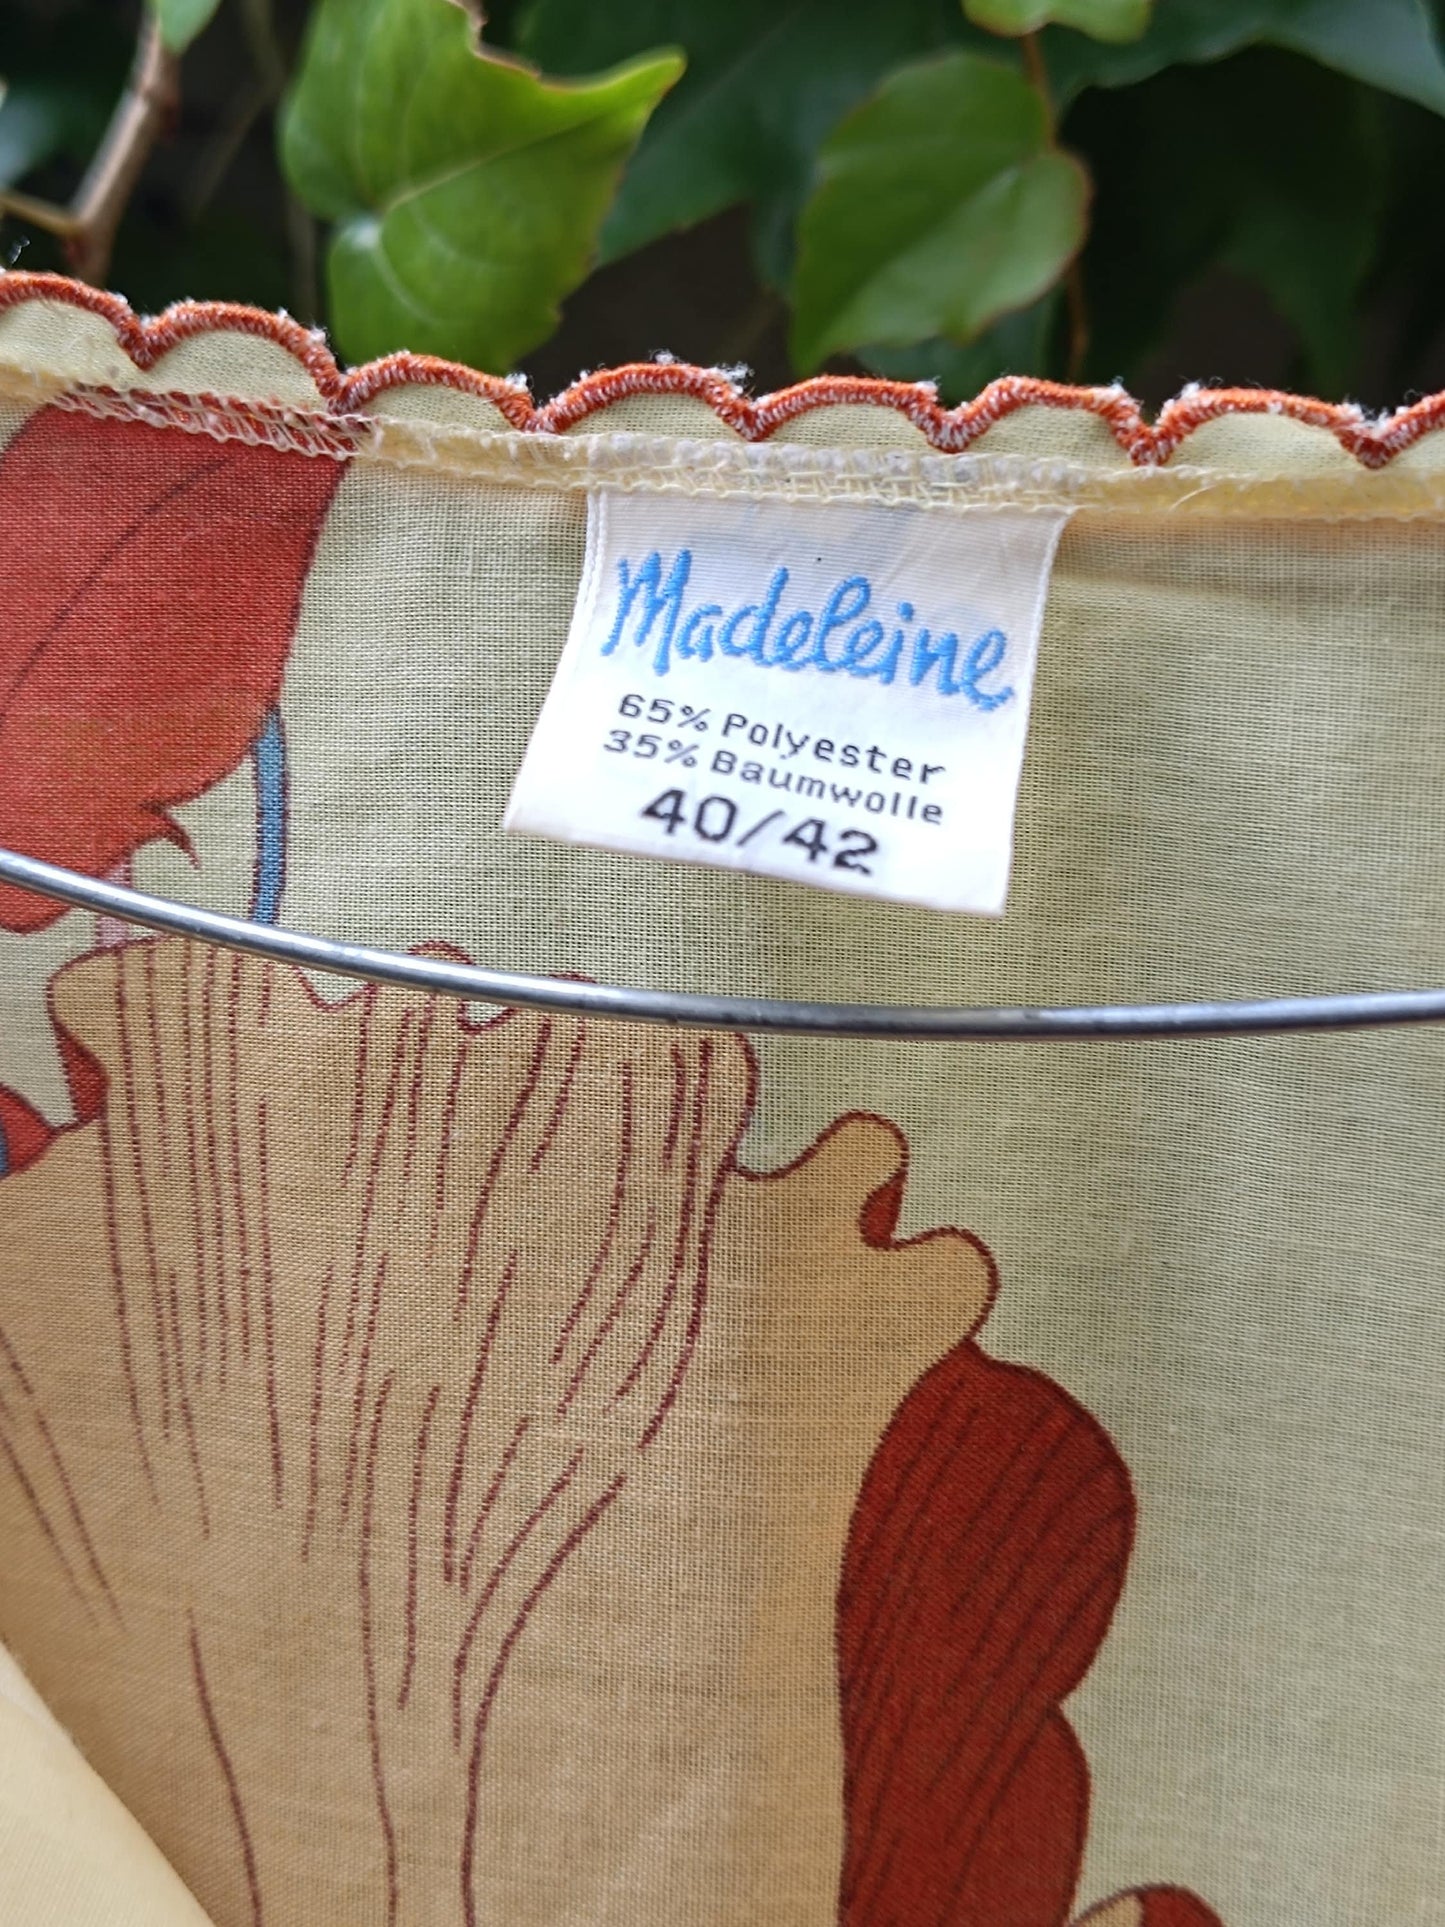 Madeleine
65% Polyester
35% Baumwolle
40/42